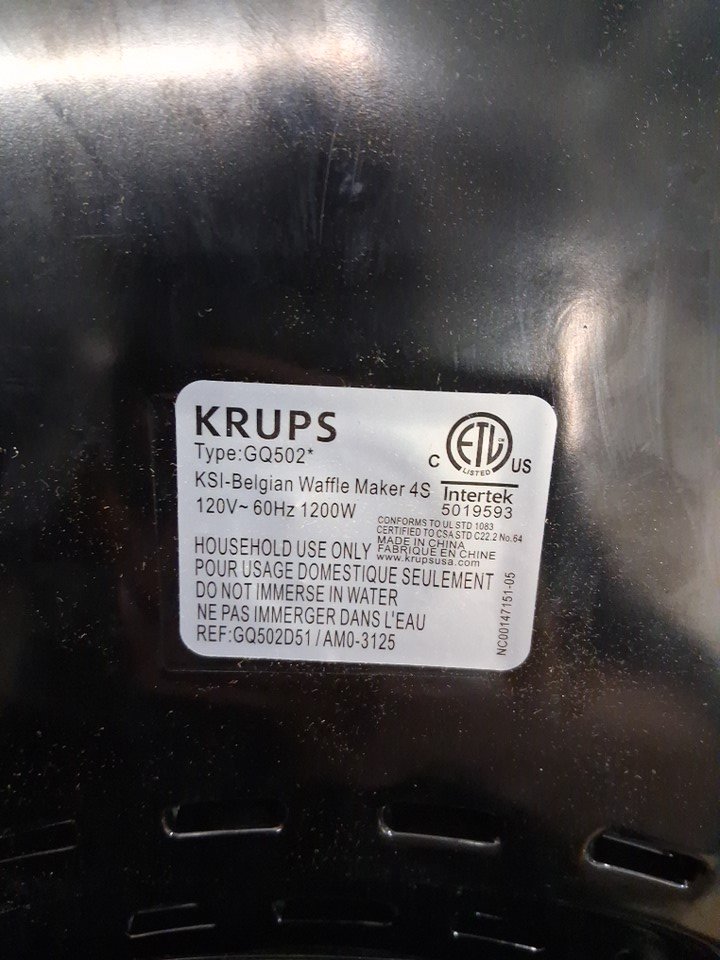 KRUPS
Type:GQ502*
KSI-Belgian Waffle Maker 4S
120V~ 60Hz 1200W
ETL
CM
LISTED
C US
Intertek
5019593
CONFORMS TO UL STD 1083
CERTIFIED TO CSA STD C22.2 No.64
MADE IN CHINA
FABRIQUE EN CHINE
www.krupsusa.com
HOUSEHOLD USE ONLY
POUR USAGE DOMESTIQUE SEULEMENT
DO NOT IMMERSE IN WATER
NE PAS IMMERGER DANS L'EAU
REF:GQ502D51 / AM0-3125
NC00147151-05